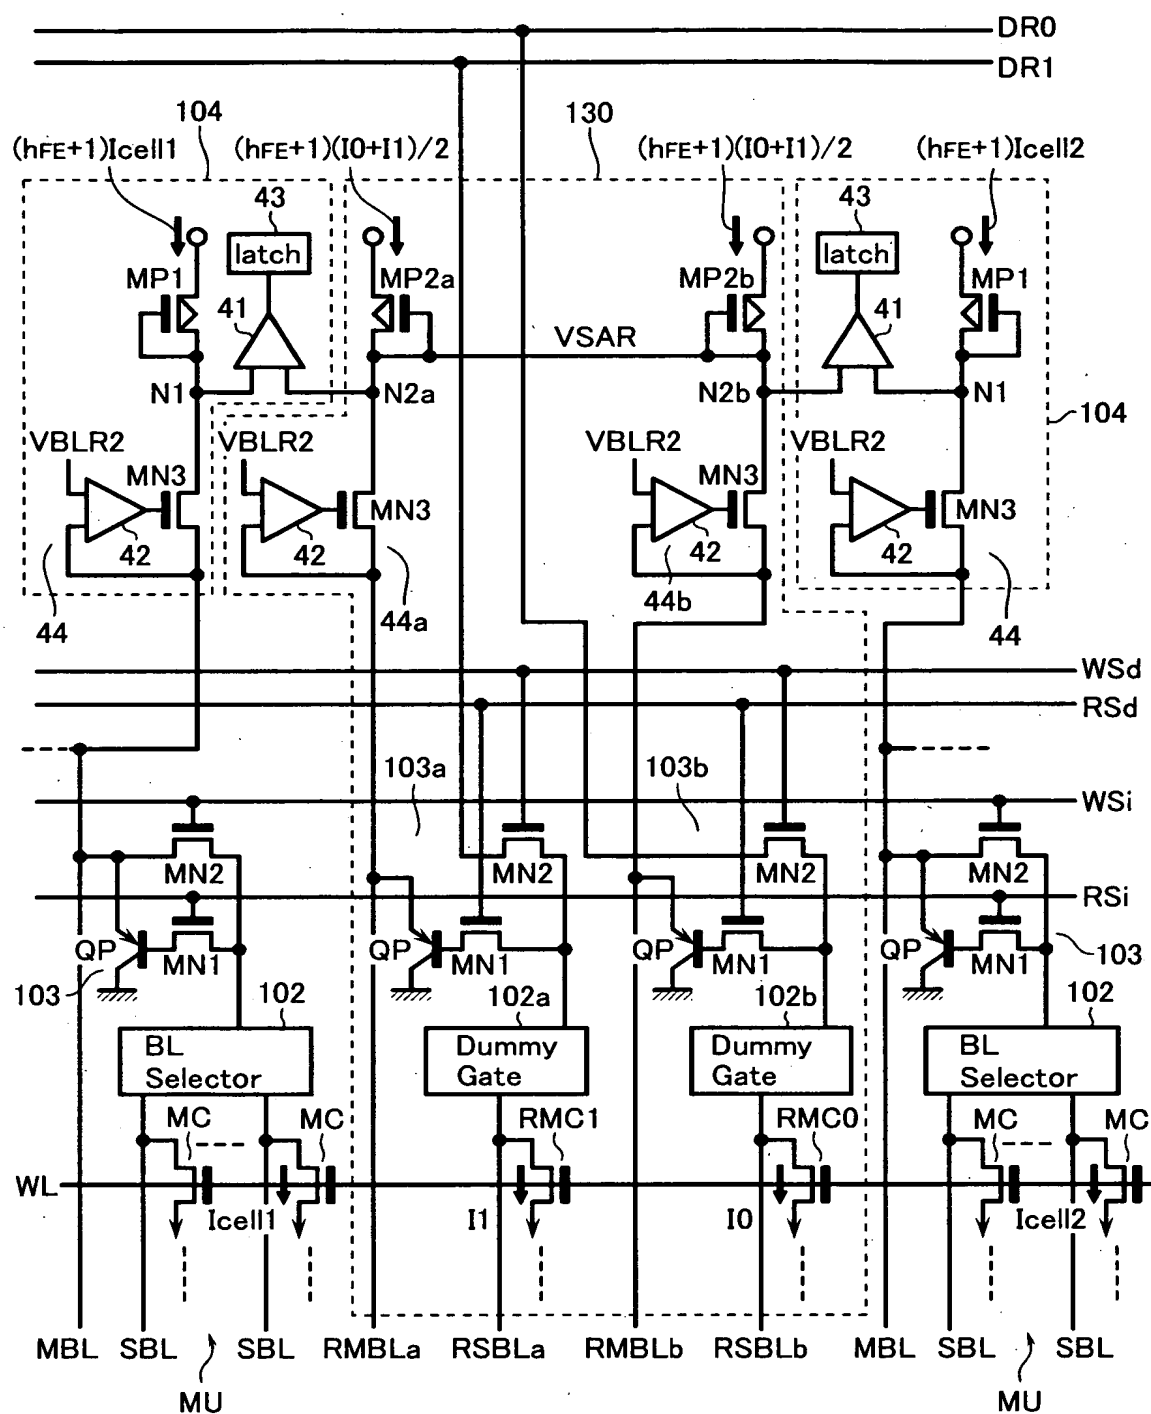 DR0
DR1
104
130
(hFE+1)Icell1
(hFE+1)(I0+I1)/2
(hFE+1)(I0+I1)/2
(hFE+1)Icell2
43
43
latch
latch
MP1
MP2a
MP2b
MP1
41
41
VSAR
N1
N2a
N2b
N1
104
VBLR2
VBLR2
VBLR2
VBLR2
MN3
MN3
MN3
MN3
42
42
42
42
44
44a
44b
44
WSd
RSd
103a
103b
WSi
MN2
MN2
MN2
MN2
RSi
QP
MN1
QP
MN1
QP
MN1
QP
MN1
103
103
102
102a
102b
102
BL
Selector
Dummy
Gate
Dummy
Gate
BL
Selector
MC
MC
RMC1
RMC0
MC
MC
WL
Icell1
I1
I0
Icell2
MBL
SBL
SBL
RMBLa
RSBLa
RMBLb
RSBLb
MBL
SBL
SBL
MU
MU